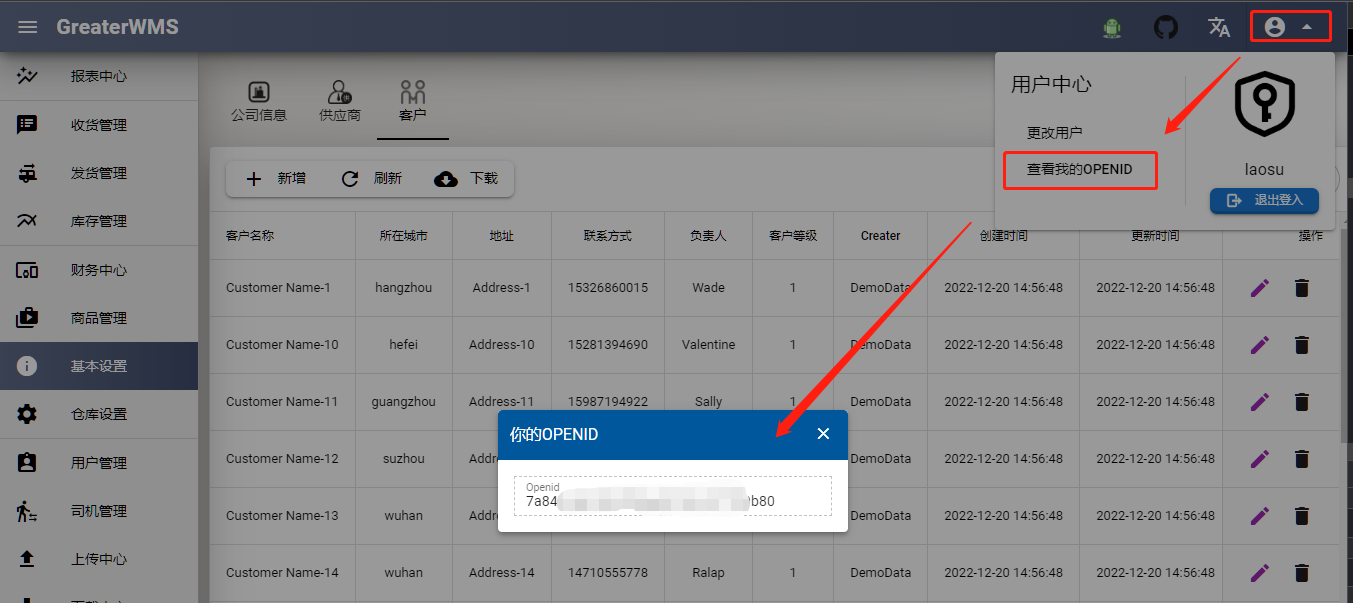 GreaterWMS
用户中心
更改用户
查看我的OPENID
laosu
退出登入
报表中心
收货管理
发货管理
库存管理
财务中心
商品管理
基本设置
仓库设置
用户管理
司机管理
上传中心
公司信息 供应商 客户
新增 刷新 下载
客户名称 所在城市 地址 联系方式 负责人 客户等级 Creater 创建时间 更新时间 操作
Customer Name-1 hangzhou Address-1 15326860015 Wade 1 DemoData 2022-12-20 14:56:48 2022-12-20 14:56:48
Customer Name-10 hefei Address-10 15281394690 Valentine 1 DemoData 2022-12-20 14:56:48 2022-12-20 14:56:48
Customer Name-11 guangzhou Address-11 15987194922 Sally 1 DemoData 2022-12-20 14:56:48 2022-12-20 14:56:48
Customer Name-12 suzhou Addr DemoData 2022-12-20 14:56:48 2022-12-20 14:56:48
Customer Name-13 wuhan Addr DemoData 2022-12-20 14:56:48 2022-12-20 14:56:48
Customer Name-14 wuhan Address-14 14710555778 Ralap 1 DemoData 2022-12-20 14:56:48 2022-12-20 14:56:48
你的OPENID
Openid
7a84 b80